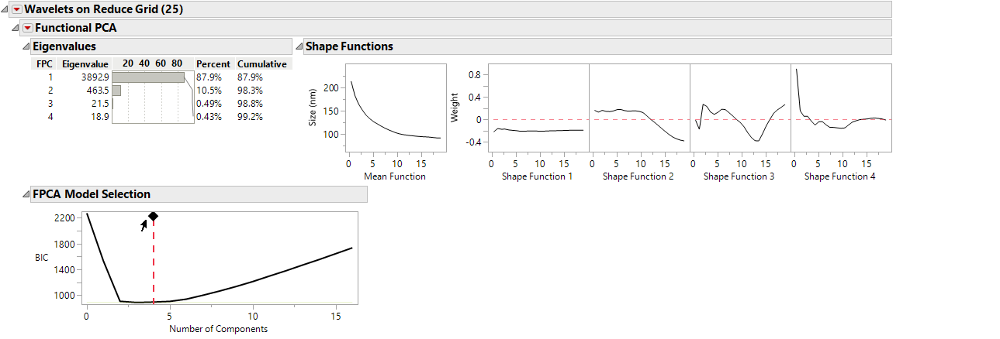 Wavelets on Reduce Grid (25)
Functional PCA
Eigenvalues
FPC Eigenvalue 20 40 60 80 Percent Cumulative
1 3892.9 87.9% 87.9%
2 463.5 10.5% 98.3%
3 21.5 0.49% 98.8%
4 18.9 0.43% 99.2%
Shape Functions
Size (nm)
200
150
100
0 5 10 15
Mean Function
Weight
0.8
0.4
0
-0.4
0 5 10 15
Shape Function 1
0 5 10 15
Shape Function 2
0 5 10 15
Shape Function 3
0 5 10 15
Shape Function 4
FPCA Model Selection
BIC
2200
1800
1400
1000
0 5 10 15
Number of Components